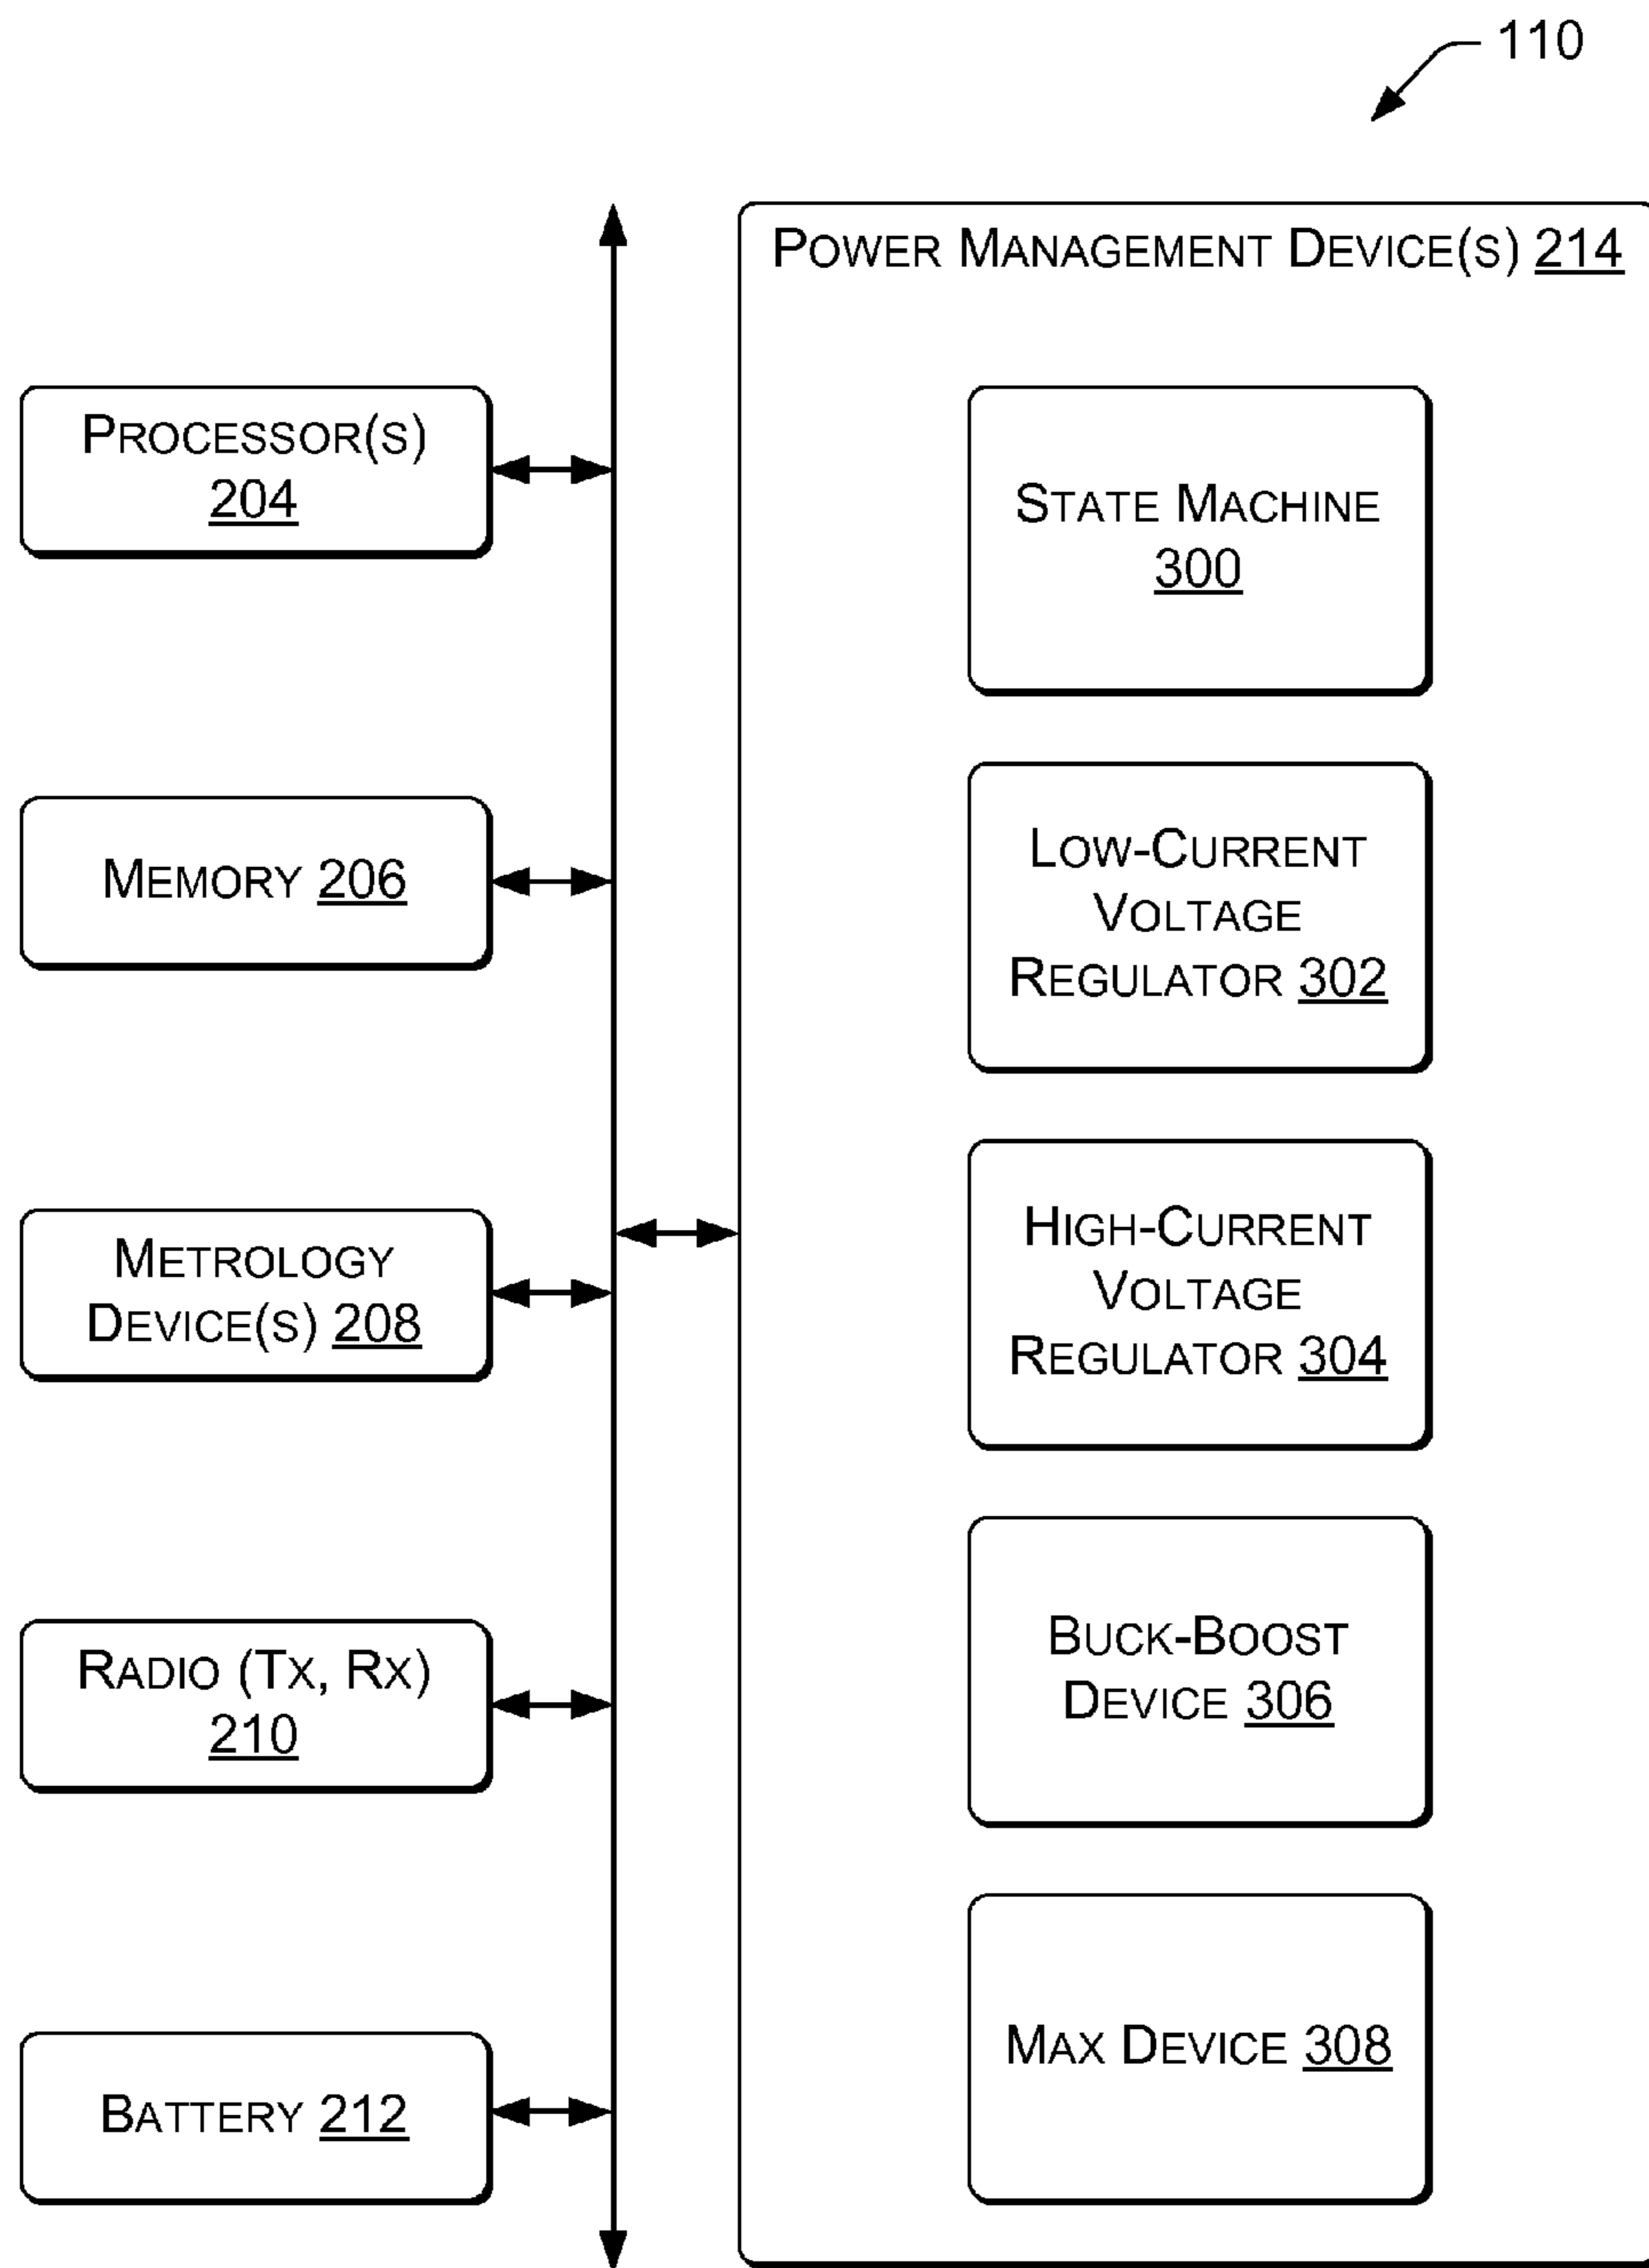 110
POWER MANAGEMENT DEVICE(S) 214
PROCESSOR(S)
204
MEMORY 206
METROLOGY
DEVICE(S) 208
RADIO (TX, RX)
210
BATTERY 212
STATE MACHINE
300
LOW-CURRENT
VOLTAGE
REGULATOR 302
HIGH-CURRENT
VOLTAGE
REGULATOR 304
BUCK-BOOST
DEVICE 306
MAX DEVICE 308